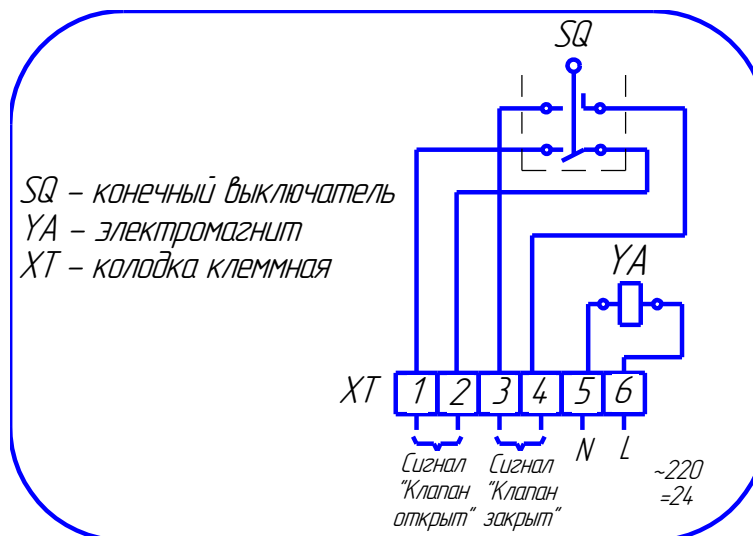 SQ
SQ – конечный выключатель
YA – электромагнит
XT – колодка клеммная
YA
XT 1 2 3 4 5 6
N L
Сигнал "Клапан открыт"
Сигнал "Клапан закрыт"
~220
=24